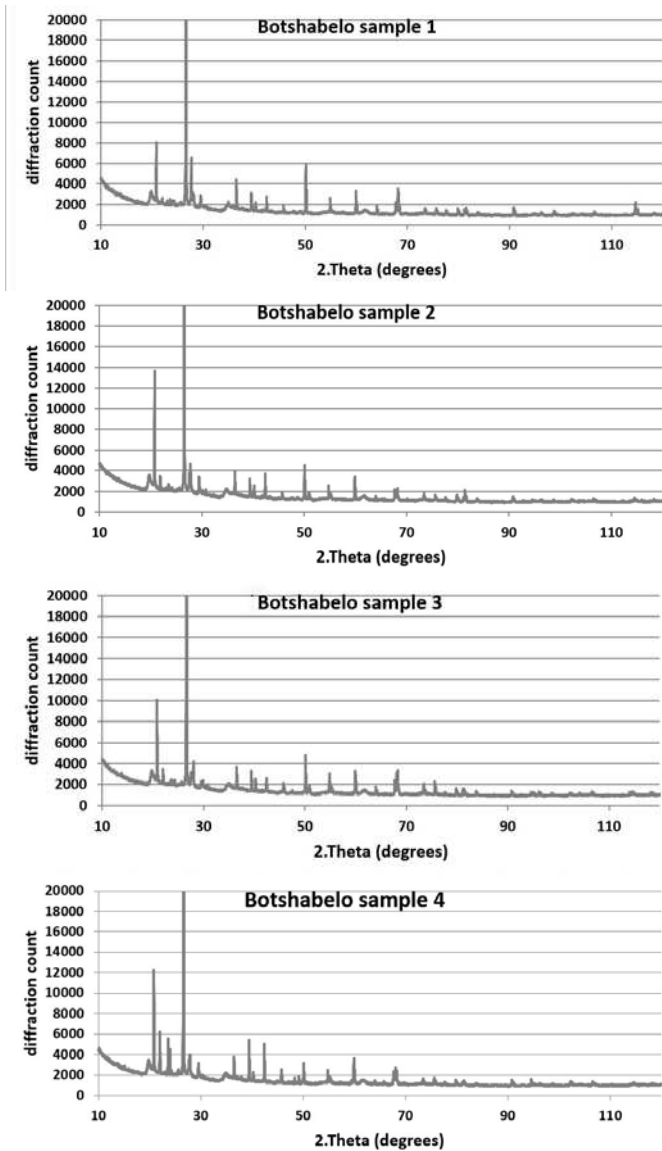 Botshabelo sample 1
diffraction count
20000
18000
16000
14000
12000
10000
8000
6000
4000
2000
0
10 30 50 70 90 110
2.Theta (degrees)
Botshabelo sample 2
diffraction count
20000
18000
16000
14000
12000
10000
8000
6000
4000
2000
0
10 30 50 70 90 110
2.Theta (degrees)
Botshabelo sample 3
diffraction count
20000
18000
16000
14000
12000
10000
8000
6000
4000
2000
0
10 30 50 70 90 110
2.Theta (degrees)
Botshabelo sample 4
diffraction count
20000
18000
16000
14000
12000
10000
8000
6000
4000
2000
0
10 30 50 70 90 110
2.Theta (degrees)